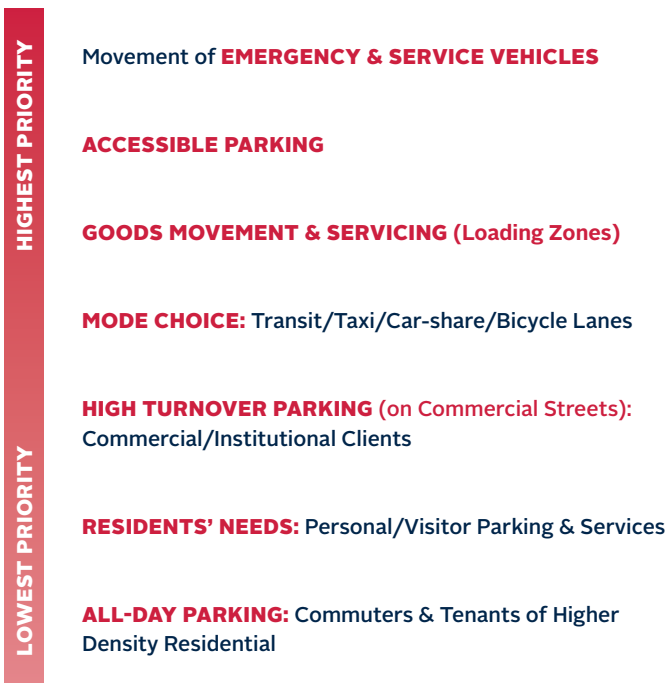 HIGHEST PRIORITY
Movement of EMERGENCY & SERVICE VEHICLES
ACCESSIBLE PARKING
GOODS MOVEMENT & SERVICING (Loading Zones)
MODE CHOICE: Transit/Taxi/Car-share/Bicycle Lanes
HIGH TURNOVER PARKING (on Commercial Streets):
Commercial/Institutional Clients
LOWEST PRIORITY
RESIDENTS’ NEEDS: Personal/Visitor Parking & Services
ALL-DAY PARKING: Commuters & Tenants of Higher
Density Residential